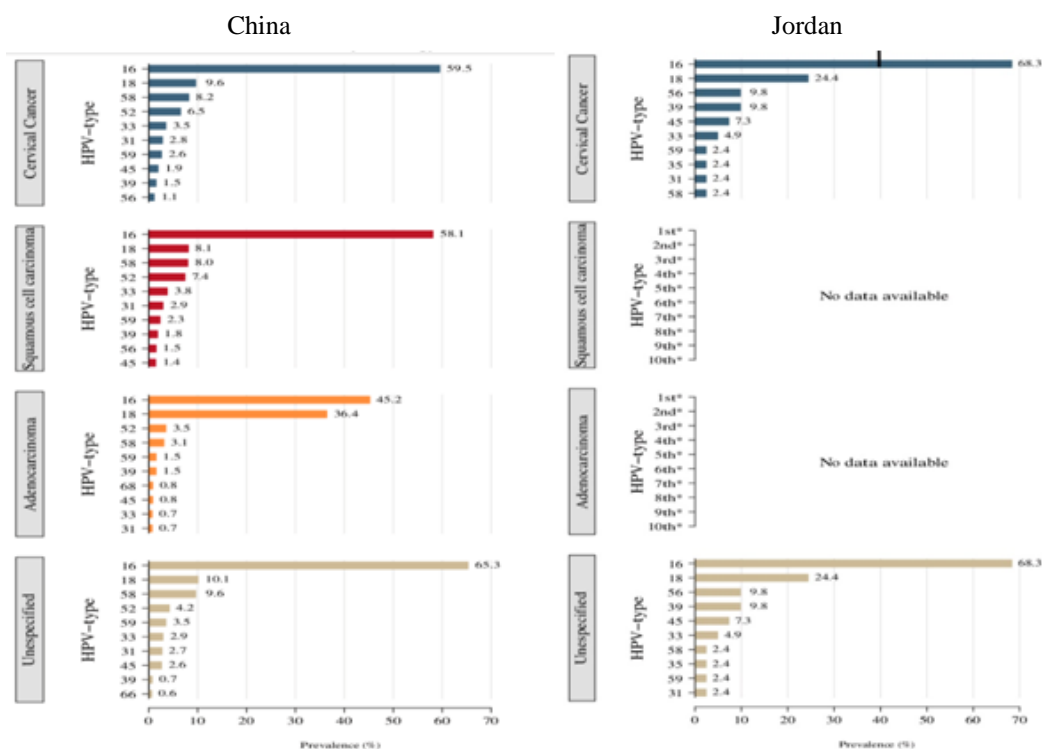 China
Cervical Cancer
HPV-type
16 59.5
18 9.6
58 8.2
52 6.5
33 3.5
31 2.8
59 2.6
45 1.9
39 1.5
56 1.1
Squamous cell carcinoma
HPV-type
16 58.1
18 8.1
58 8.0
52 7.4
33 3.8
31 2.9
59 2.3
39 1.8
56 1.5
45 1.4
Adenocarcinoma
HPV-type
16 45.2
18 36.4
52 3.5
58 3.1
59 1.5
39 1.5
68 0.8
45 0.8
33 0.7
31 0.7
Unespecified
HPV-type
16 65.3
18 10.1
58 9.6
52 4.2
59 3.5
33 2.9
31 2.7
45 2.6
39 0.7
66 0.6
0 10 20 30 40 50 60 70
Prevalence (%)
Jordan
Cervical Cancer
HPV-type
16 68.3
18 24.4
56 9.8
39 9.8
45 7.3
33 4.9
59 2.4
35 2.4
31 2.4
58 2.4
0 10 20 30 40 50 60 70
Squamous cell carcinoma
HPV-type
1st*
2nd*
3rd*
4th*
5th*
6th*
7th*
8th*
9th*
10th*
No data available
Adenocarcinoma
HPV-type
1st*
2nd*
3rd*
4th*
5th*
6th*
7th*
8th*
9th*
10th*
No data available
Unespecified
HPV-type
16 68.3
18 24.4
56 9.8
39 9.8
45 7.3
33 4.9
58 2.4
35 2.4
59 2.4
31 2.4
0 10 20 30 40 50 60 70
Prevalence (%)